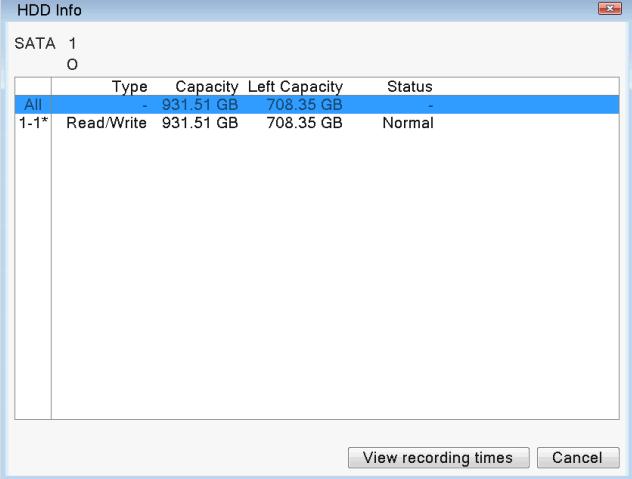 HDD Info
SATA 1
O
Type Capacity Left Capacity Status
All - 931.51 GB 708.35 GB -
1-1* Read/Write 931.51 GB 708.35 GB Normal
View recording times Cancel